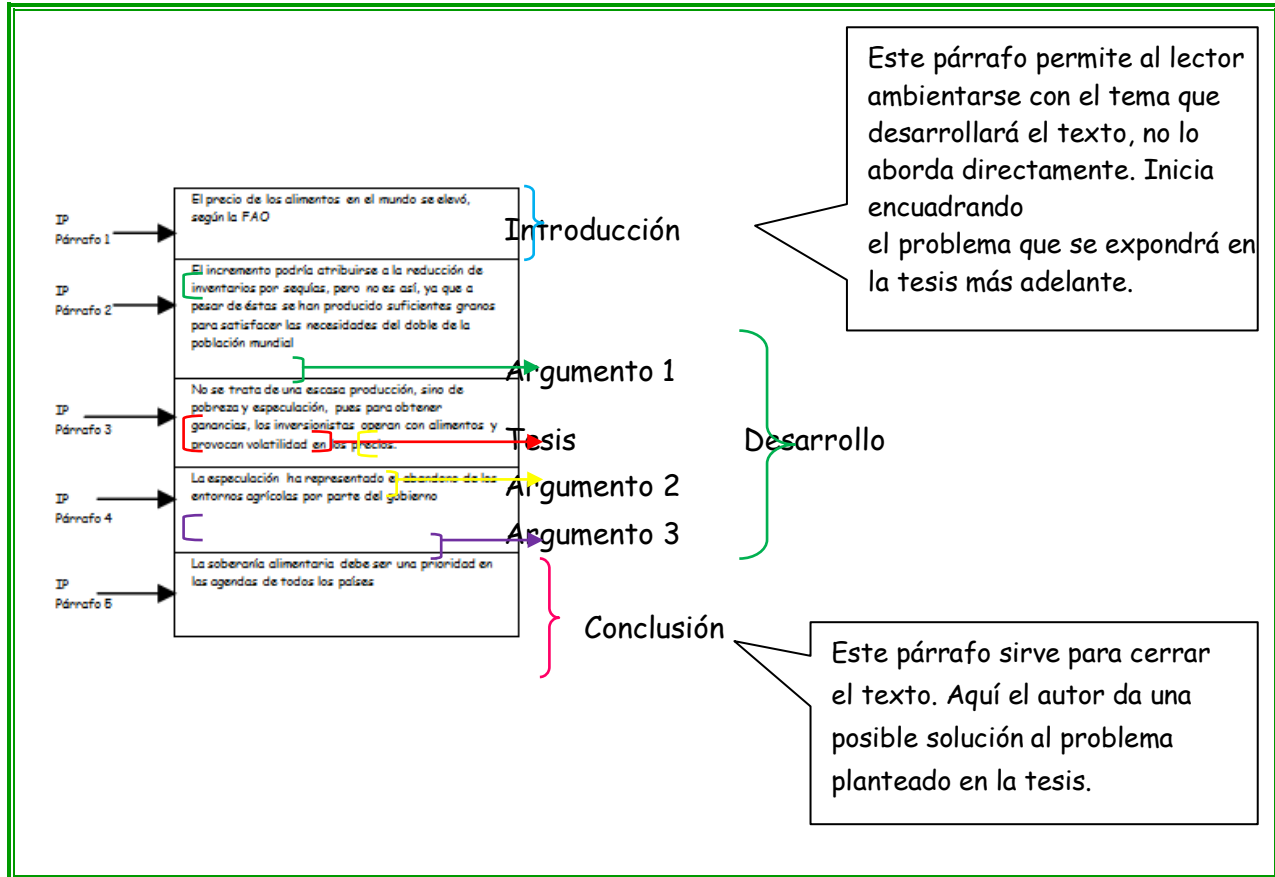 Este párrafo permite al lector
ambientarse con el tema que
desarrollará el texto, no lo
aborda directamente. Inicia
encuadrando
el problema que se expondrá en
la tesis más adelante.
IP
Párrafo 1
El precio de los alimentos en el mundo se elevó,
según la FAO
Introducción
IP
Párrafo 2
El incremento podría atribuirse a la reducción de
inventarios por sequías, pero no es así, ya que a
pesar de éstas se han producido suficientes granos
para satisfacer las necesidades del doble de la
población mundial
Argumento 1
IP
Párrafo 3
No se trata de una escasa producción, sino de
pobreza y especulación, pues para obtener
ganancias, los inversionistas operan con alimentos y
provocan volatilidad en los precios.
Tesis
Desarrollo
IP
Párrafo 4
La especulación ha representado el abandono de los
entornos agrícolas por parte del gobierno
Argumento 2
Argumento 3
IP
Párrafo 5
La soberanía alimentaria debe ser una prioridad en
las agendas de todos los países
Conclusión
Este párrafo sirve para cerrar
el texto. Aquí el autor da una
posible solución al problema
planteado en la tesis.